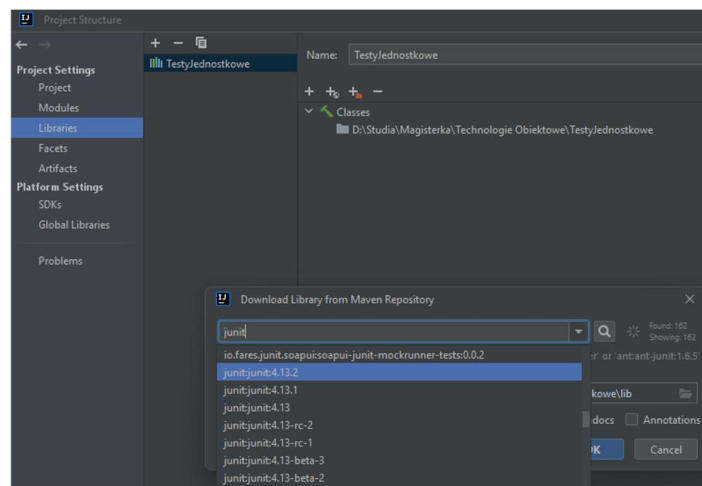 Project Structure
Project Settings
Project
Modules
Libraries
Facets
Artifacts
Platform Settings
SDKs
Global Libraries
Problems
TestyJednostkowe
Name: TestyJednostkowe
Classes
D:\Studia\Magisterka\Technologie Obiektowe\TestyJednostkowe
Download Library from Maven Repository
junit
Found: 162
Showing: 162
io.fares.junit.soapui:soapui-junit-mockrunner-tests:0.0.2
er' or 'ant:ant-junit:1.6.5'
junit:junit:4.13.2
junit:junit:4.13.1
kowe\lib
junit:junit:4.13
junit:junit:4.13-rc-2
docs Annotations
junit:junit:4.13-rc-1
OK Cancel
junit:junit:4.13-beta-3
junit:junit:4.13-beta-2